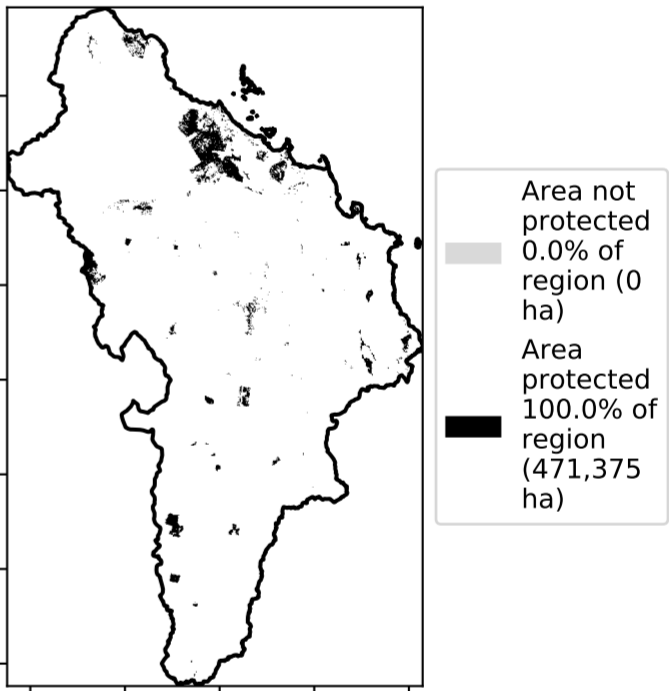 Area not
protected
0.0% of
region (0
ha)
Area
protected
100.0% of
region
(471,375
ha)